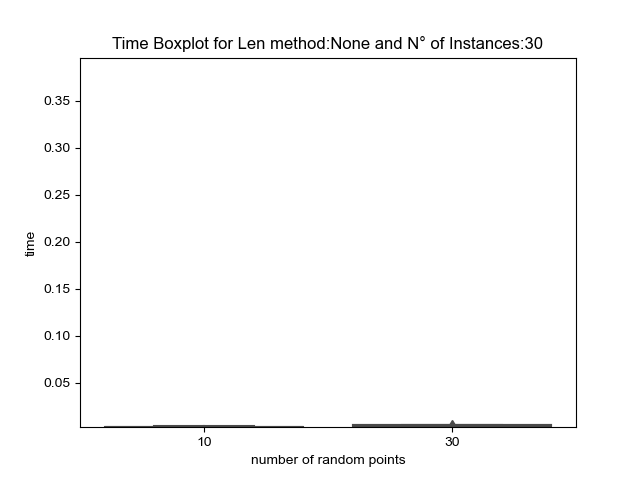 Time Boxplot for Len method:None and N° of Instances:30
0.35
0.30
0.25
0.20
0.15
0.10
0.05
time
10 30
number of random points